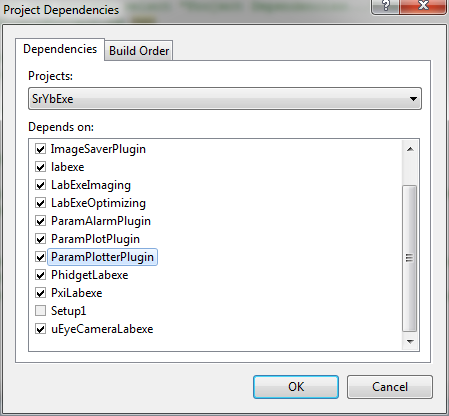 Project Dependencies
?
Dependencies
Build Order
Projects:
SrYbExe
Depends on:
ImageSaverPlugin
labexe
LabExeImaging
LabExeOptimizing
ParamAlarmPlugin
ParamPlotPlugin
ParamPlotterPlugin
PhidgetLabexe
PxiLabexe
Setup1
uEyeCameraLabexe
OK
Cancel